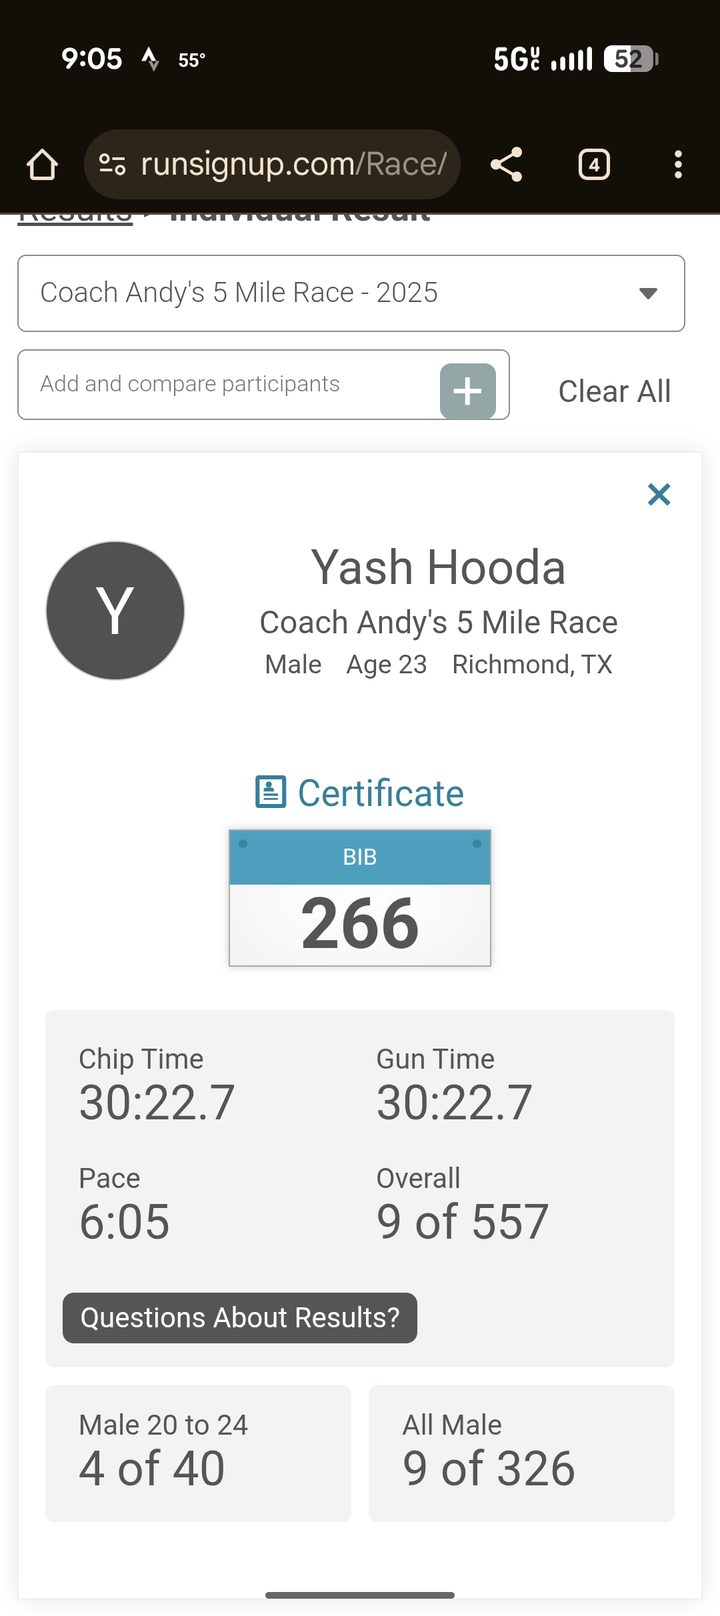 9:05 55° 5G 52
runsignup.com/Race/ 4
Results > Individual Result
Coach Andy's 5 Mile Race - 2025
Add and compare participants
Clear All
Y
Yash Hooda
Coach Andy's 5 Mile Race
Male Age 23 Richmond, TX
Certificate
BIB
266
Chip Time Gun Time
30:22.7 30:22.7
Pace Overall
6:05 9 of 557
Questions About Results?
Male 20 to 24 All Male
4 of 40 9 of 326